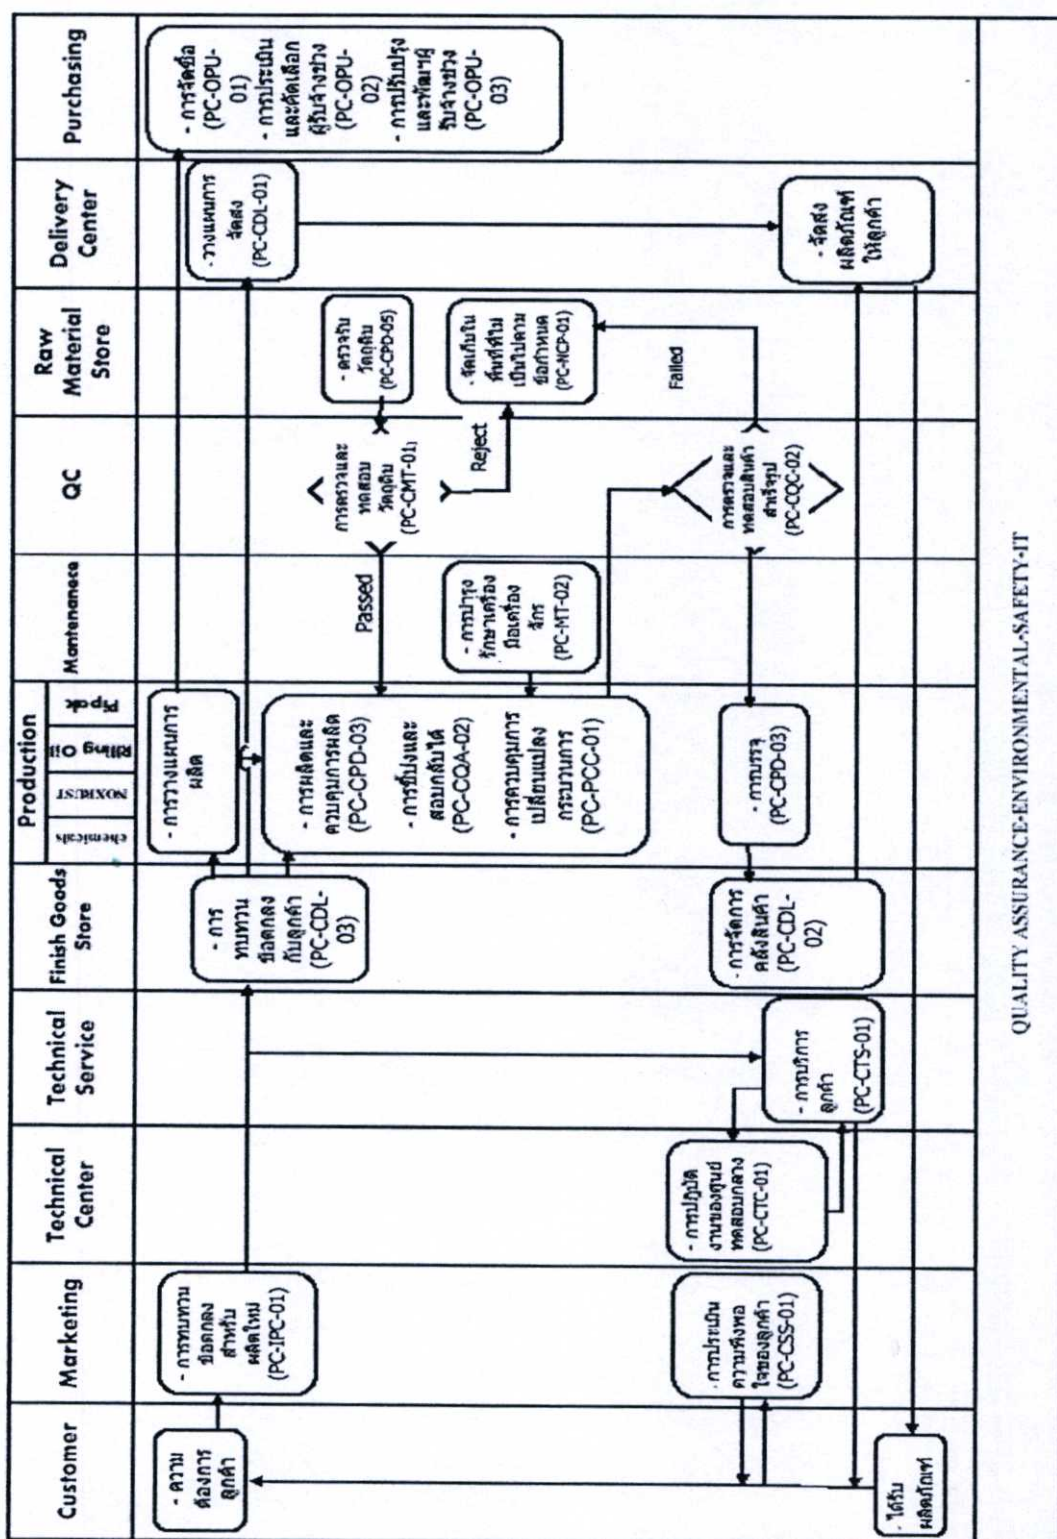 Customer
Marketing
Technical
Center
Technical
Service
Finish Goods
Store
Production
chemicals
NOXRUST
QC
Mantenance
Raw
Material
Store
Delivery
Center
Purchasing
- ความ
ต้องการ
ลูกค้า
- การทบทวน
ข้อตกลง
สำหรับ
ผลิตใหม่
(PC-IPC-01)
- การ
ทบทวน
ข้อตกลง
กับลูกค้า
(PC-CDL-
03)
- การวางแผนการ
ผลิต
- วางแผนการ
จัดส่ง
(PC-CDL-01)
- การจัดซื้อ
(PC-OPU-
01)
- การประเมิน
และคัดเลือก
ผู้รับจ้างช่วง
(PC-OPU-
02)
- การปรับปรุง
และพัฒนาผู้
รับจ้างช่วง
(PC-OPU-
03)
- การผลิตและ
ควบคุมการผลิต
(PC-CPD-03)
- การชี้บ่งและ
สอบกลับได้
(PC-CQA-02)
- การควบคุมการ
เปลี่ยนแปลง
กระบวนการ
(PC-PCC-01)
Passed
การตรวจและ
ทดสอบ
วัตถุดิบ
(PC-CMT-01)
- ตรวจรับ
วัตถุดิบ
(PC-CPD-05)
Reject
- การบำรุง
รักษาเครื่อง
มือเครื่อง
จักร
(PC-MT-02)
- จัดเก็บใน
พื้นที่ที่ไม่
เป็นไปตาม
ข้อกำหนด
(PC-NCP-01)
Failed
- การประเมิน
ความพึงพอ
ใจของลูกค้า
(PC-CSS-01)
- การปฏิบัติ
งานของศูนย์
ทดสอบกลาง
(PC-CTC-01)
- การบริการ
ลูกค้า
(PC-CTS-01)
- การจัดการ
คลังสินค้า
(PC-CDL-
02)
- การบรรจุ
(PC-CPD-03)
การตรวจและ
ทดสอบสินค้า
สำเร็จรูป
(PC-CQC-02)
- จัดส่ง
ผลิตภัณฑ์
ให้ลูกค้า
- ได้รับ
ผลิตภัณฑ์
QUALITY ASSURANCE-ENVIRONMENTAL-SAFETY-IT